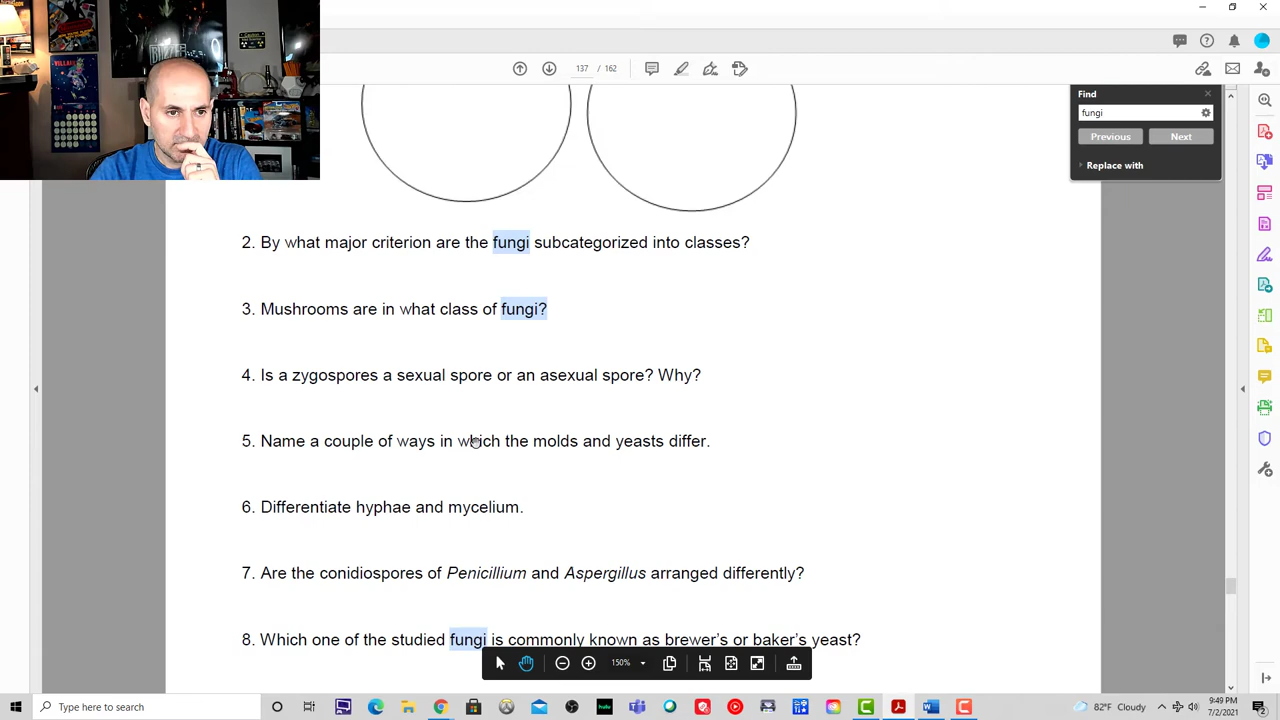 137 / 162
Find
fungi
Previous
Next
Replace with
2. By what major criterion are the fungi subcategorized into classes?
3. Mushrooms are in what class of fungi?
4. Is a zygospores a sexual spore or an asexual spore? Why?
5. Name a couple of ways in which the molds and yeasts differ.
6. Differentiate hyphae and mycelium.
7. Are the conidiospores of Penicillium and Aspergillus arranged differently?
8. Which one of the studied fungi is commonly known as brewer's or baker's yeast?
150%
Type here to search
hulu
82°F Cloudy
9:49 PM
7/2/2021